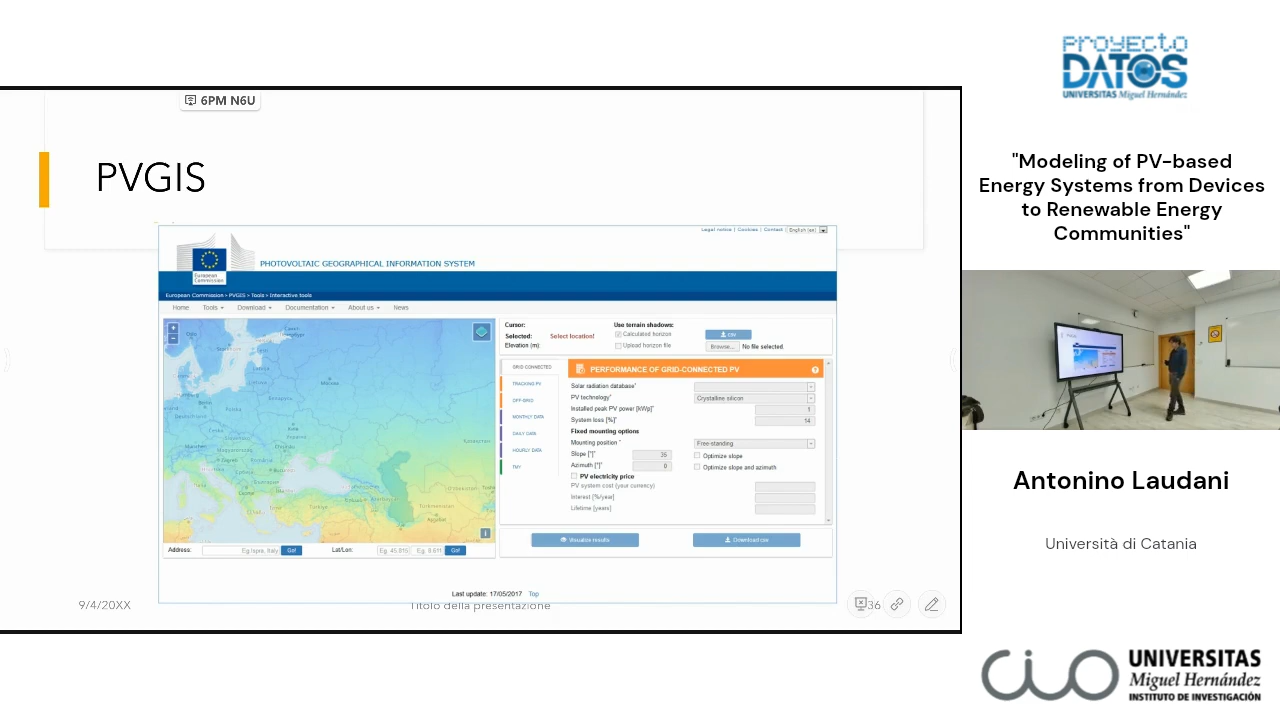 6PM N6U
PVGIS
Legal notice | Cookies | Contact | English (en)
European
Commission
PHOTOVOLTAIC GEOGRAPHICAL INFORMATION SYSTEM
European Commission > PVGIS > Tools > Interactive tools
Home Tools Download Documentation About us News
+
−
Cursor:
Selected: Select location!
Elevation (m):
Use terrain shadows:
Calculated horizon
Upload horizon file
csv
Browse... No file selected.
GRID CONNECTED
TRACKING PV
OFF-GRID
MONTHLY DATA
DAILY DATA
HOURLY DATA
TMY
PERFORMANCE OF GRID-CONNECTED PV
Solar radiation database*
PV technology* Crystalline silicon
Installed peak PV power [kWp]* 1
System loss [%]* 14
Fixed mounting options
Mounting position * Free-standing
Slope [°]* 35 Optimize slope
Azimuth [°]* 0 Optimize slope and azimuth
PV electricity price
PV system cost (your currency)
Interest [%/year]
Lifetime [years]
Address: Eg.Ispra, Italy Go! Lat/Lon: Eg. 45.815 Eg. 8.611 Go!
Visualize results Download csv
Last update: 17/05/2017 Top
9/4/20XX
Titolo della presentazione
36
Proyecto
DATOS
UNIVERSITAS Miguel Hernández
"Modeling of PV-based
Energy Systems from Devices
to Renewable Energy
Communities"
Antonino Laudani
Università di Catania
CIO
UNIVERSITAS
Miguel Hernández
INSTITUTO DE INVESTIGACIÓN